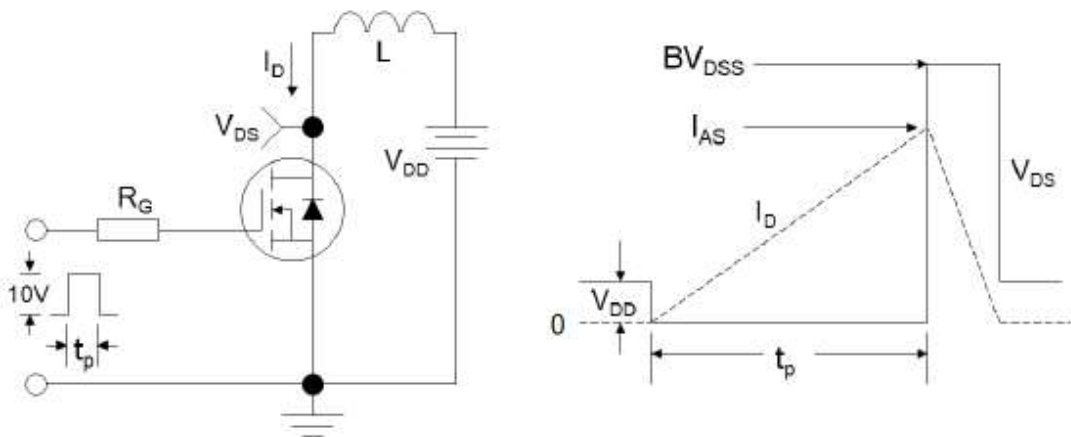 L
I_D
V_DS
V_DD
R_G
10V
t_p
BV_DSS
I_AS
V_DS
I_D
V_DD
0
t_p